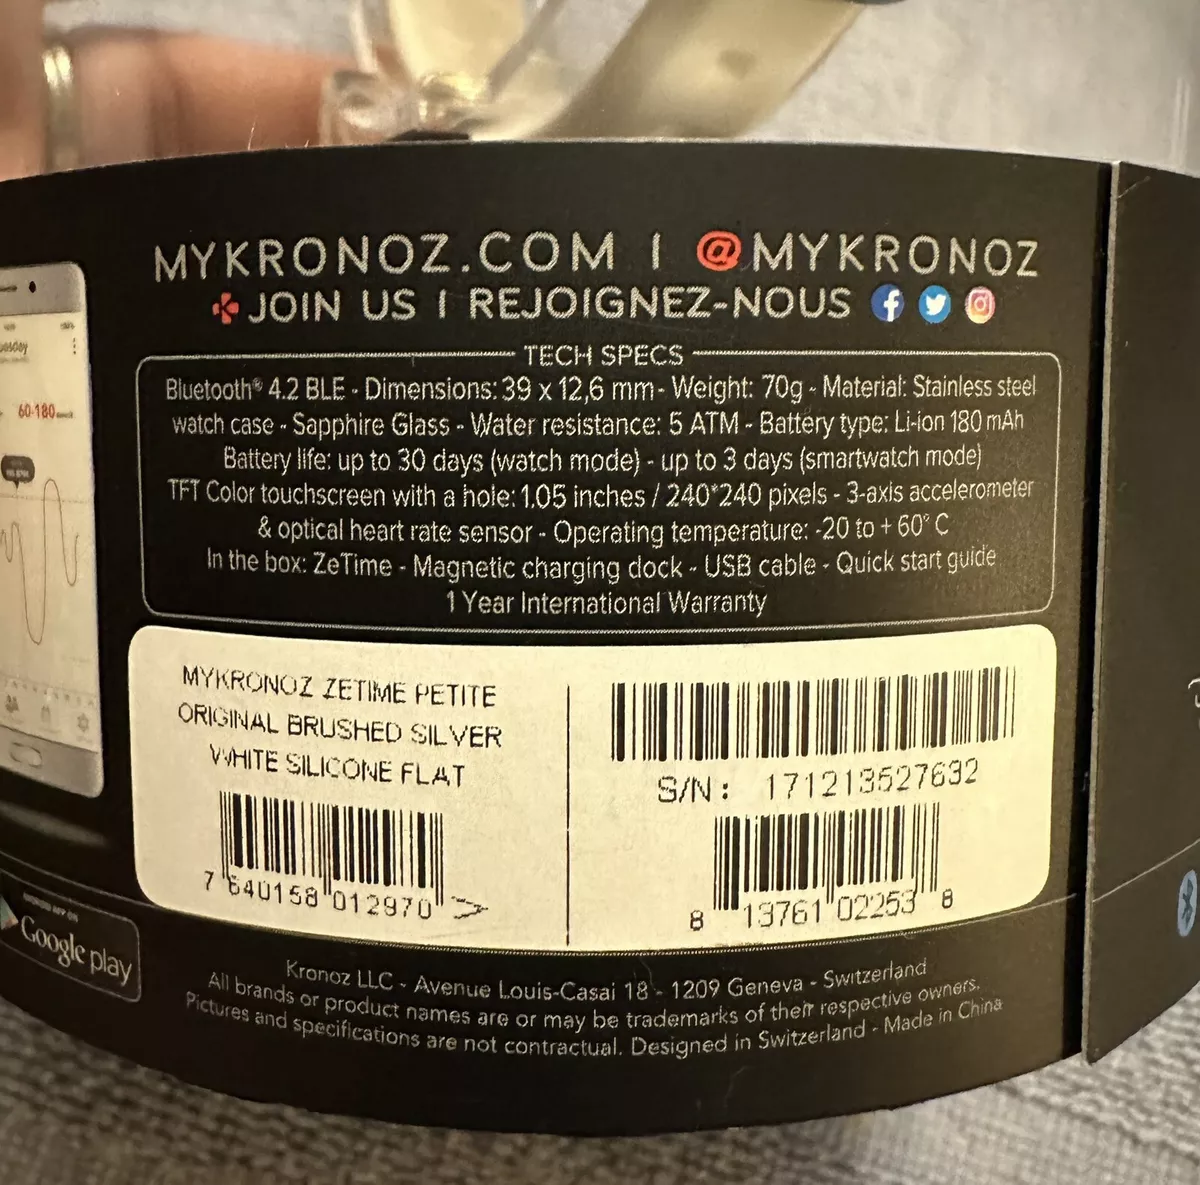 MYKRONOZ.COM | @MYKRONOZ
JOIN US | REJOIGNEZ-NOUS
TECH SPECS
Bluetooth® 4.2 BLE - Dimensions: 39 x 12,6 mm - Weight: 70g - Material: Stainless steel
watch case - Sapphire Glass - Water resistance: 5 ATM - Battery type: Li-ion 180 mAh
Battery life: up to 30 days (watch mode) - up to 3 days (smartwatch mode)
TFT Color touchscreen with a hole: 1.05 inches / 240*240 pixels - 3-axis accelerometer
& optical heart rate sensor - Operating temperature: -20 to + 60° C
In the box: ZeTime - Magnetic charging dock - USB cable - Quick start guide
1 Year International Warranty
60-180
MYKRONOZ ZETIME PETITE
ORIGINAL BRUSHED SILVER
WHITE SILICONE FLAT
7 640158 012970 >
S/N: 171213527632
8 13761 02253 8
ANDROID APP ON
Google play
Kronoz LLC - Avenue Louis-Casai 18 - 1209 Geneva - Switzerland
All brands or product names are or may be trademarks of their respective owners.
Pictures and specifications are not contractual. Designed in Switzerland - Made in China